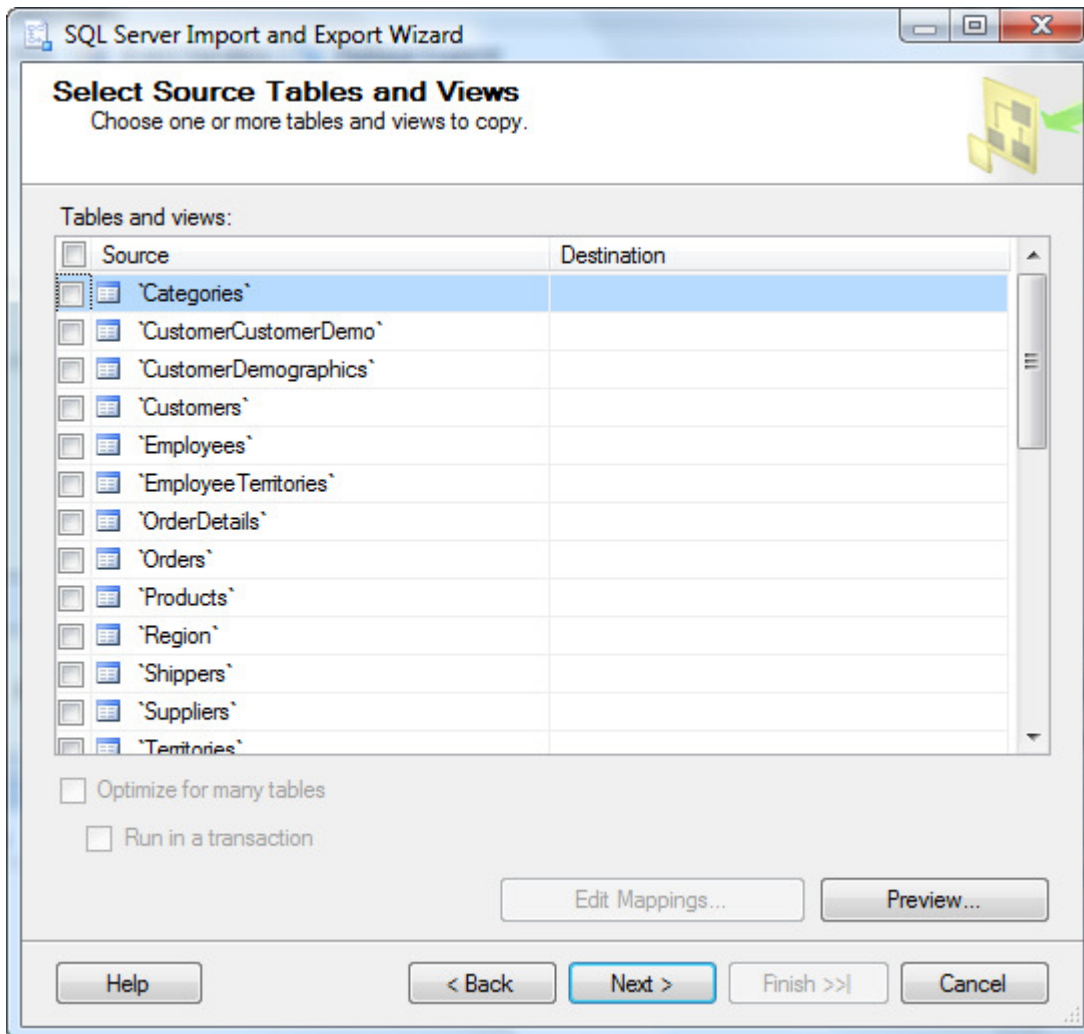 SQL Server Import and Export Wizard
Select Source Tables and Views
Choose one or more tables and views to copy.
Tables and views:
Source Destination
`Categories`
`CustomerCustomerDemo`
`CustomerDemographics`
`Customers`
`Employees`
`EmployeeTerritories`
`OrderDetails`
`Orders`
`Products`
`Region`
`Shippers`
`Suppliers`
`Territories`
Optimize for many tables
Run in a transaction
Edit Mappings... Preview...
Help < Back Next > Finish >>| Cancel